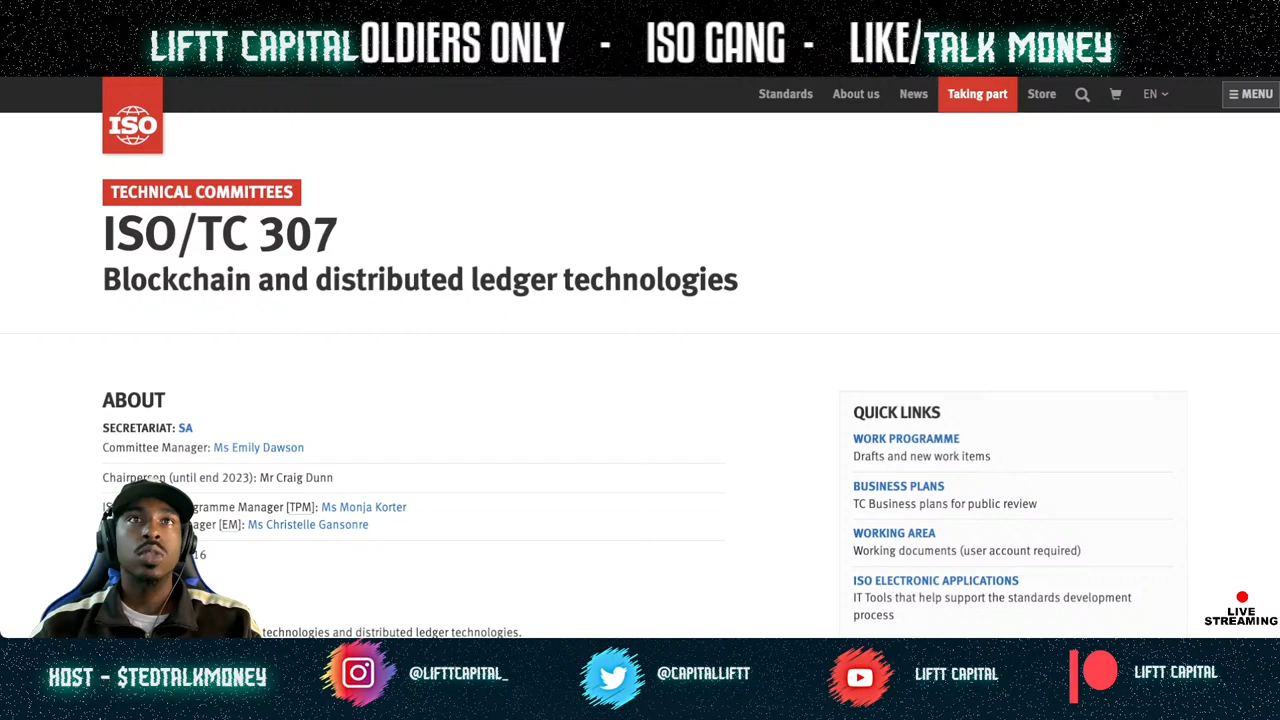 LIFTT CAPITAL OLDIERS ONLY - ISO GANG - LIKE/ TALK MONEY
Standards About us News Taking part Store EN MENU
ISO
TECHNICAL COMMITTEES
ISO/TC 307
Blockchain and distributed ledger technologies
ABOUT
SECRETARIAT: SA
Committee Manager: Ms Emily Dawson
Chairperson (until end 2023): Mr Craig Dunn
gramme Manager [TPM]: Ms Monja Korter
ager [EM]: Ms Christelle Gansonre
16
technologies and distributed ledger technologies.
QUICK LINKS
WORK PROGRAMME
Drafts and new work items
BUSINESS PLANS
TC Business plans for public review
WORKING AREA
Working documents (user account required)
ISO ELECTRONIC APPLICATIONS
IT Tools that help support the standards development
process
LIVE
STREAMING
HOST - $TEDTALKMONEY @LIFTTCAPITAL_ @CAPITALLIFTT LIFTT CAPITAL LIFTT CAPITAL